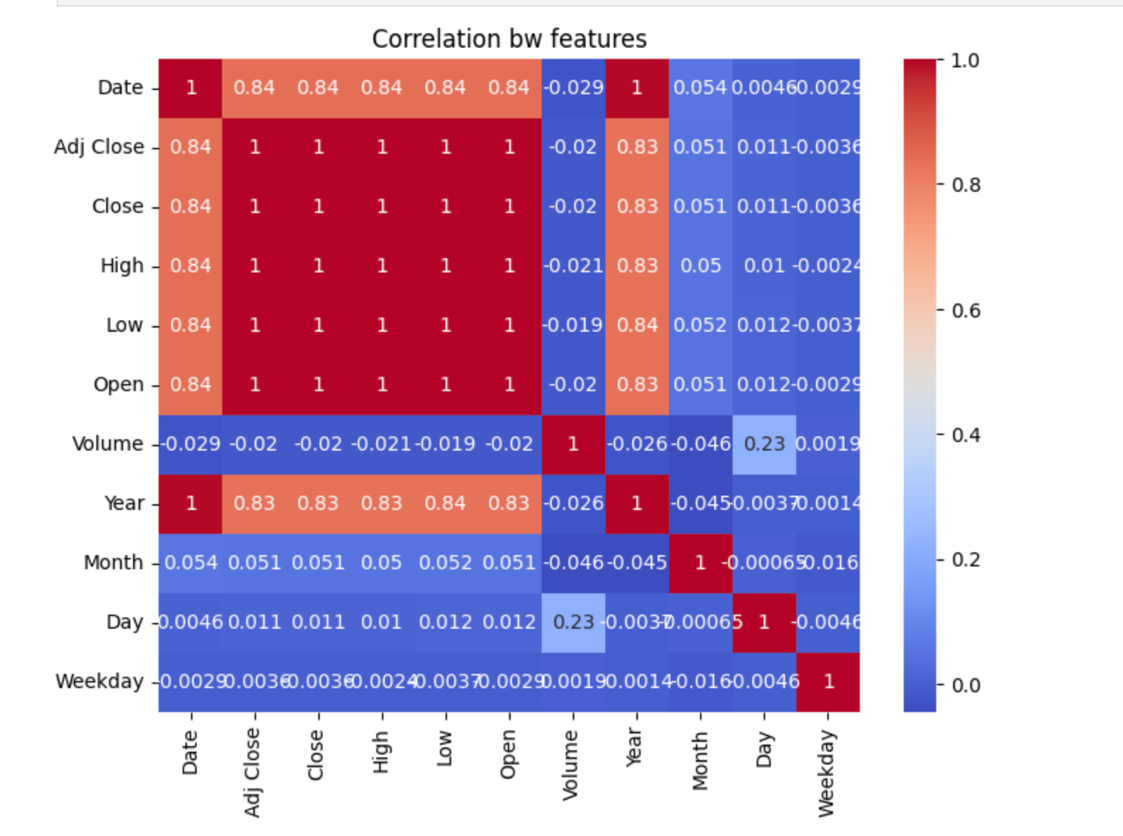 Correlation bw features
Date 1 0.84 0.84 0.84 0.84 0.84 -0.029 1 0.054 0.0046 -0.0029
Adj Close 0.84 1 1 1 1 1 -0.02 0.83 0.051 0.011 -0.0036
Close 0.84 1 1 1 1 1 -0.02 0.83 0.051 0.011 -0.0036
High 0.84 1 1 1 1 1 -0.021 0.83 0.05 0.01 -0.0024
Low 0.84 1 1 1 1 1 -0.019 0.84 0.052 0.012 -0.0037
Open 0.84 1 1 1 1 1 -0.02 0.83 0.051 0.012 -0.0029
Volume -0.029 -0.02 -0.02 -0.021 -0.019 -0.02 1 -0.026 -0.046 0.23 0.0019
Year 1 0.83 0.83 0.83 0.84 0.83 -0.026 1 -0.045 -0.0037 0.0014
Month 0.054 0.051 0.051 0.05 0.052 0.051 -0.046 -0.045 1 -0.00065 -0.016
Day 0.0046 0.011 0.011 0.01 0.012 0.012 0.23 -0.0037 -0.00065 1 -0.0046
Weekday -0.0029 -0.0036 -0.0036 -0.0024 -0.0037 -0.0029 0.0019 0.0014 -0.016 -0.0046 1
Date Adj Close Close High Low Open Volume Year Month Day Weekday
1.0
0.8
0.6
0.4
0.2
0.0